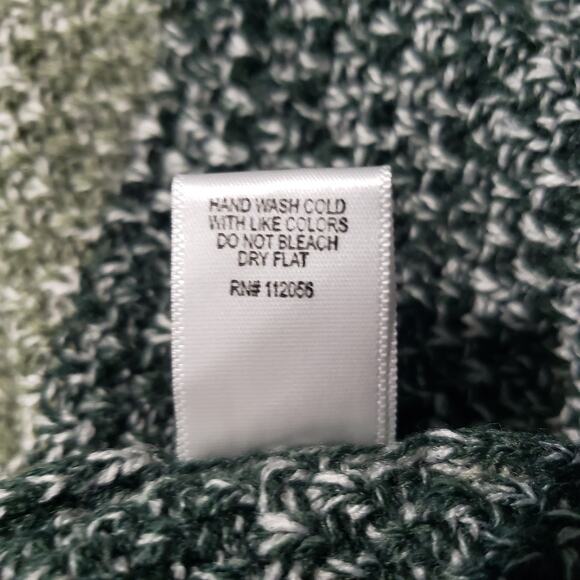 HAND WASH COLD
WITH LIKE COLORS
DO NOT BLEACH
DRY FLAT
RN# 112056